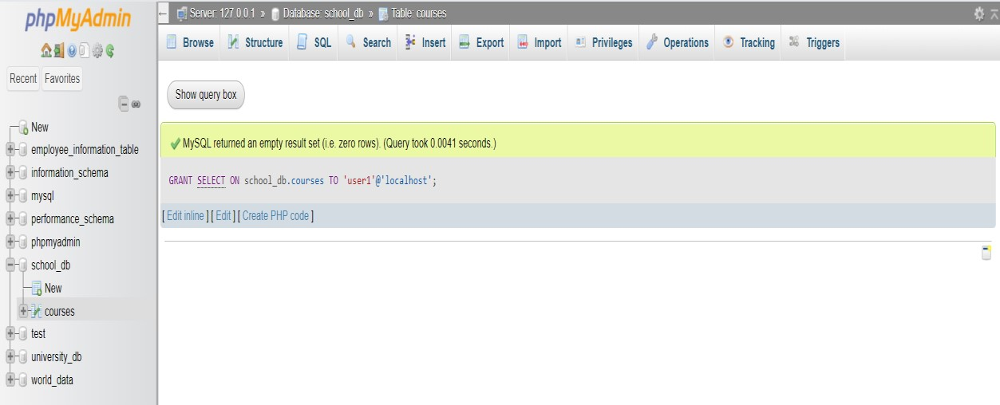 phpMyAdmin
Recent Favorites
New
employee_information_table
information_schema
mysql
performance_schema
phpmyadmin
school_db
New
courses
test
university_db
world_data
Server: 127.0.0.1 » Database: school_db » Table: courses
Browse Structure SQL Search Insert Export Import Privileges Operations Tracking Triggers
Show query box
MySQL returned an empty result set (i.e. zero rows). (Query took 0.0041 seconds.)
GRANT SELECT ON school_db.courses TO 'user1'@'localhost';
[ Edit inline ] [ Edit ] [ Create PHP code ]